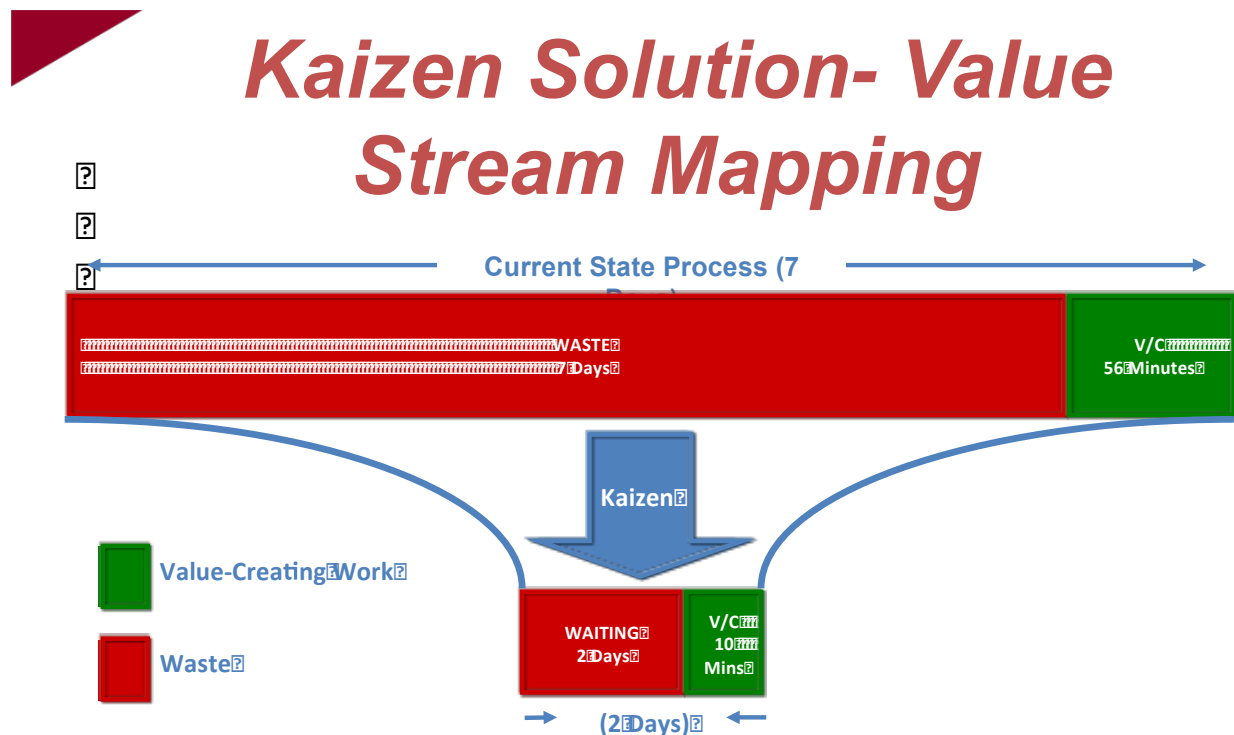 Kaizen Solution- Value
Stream Mapping
Current State Process (7
WASTE
7 Days
V/C
56 Minutes
Kaizen
Value-Creating Work
Waste
WAITING
2 Days
V/C
10
Mins
(2 Days)